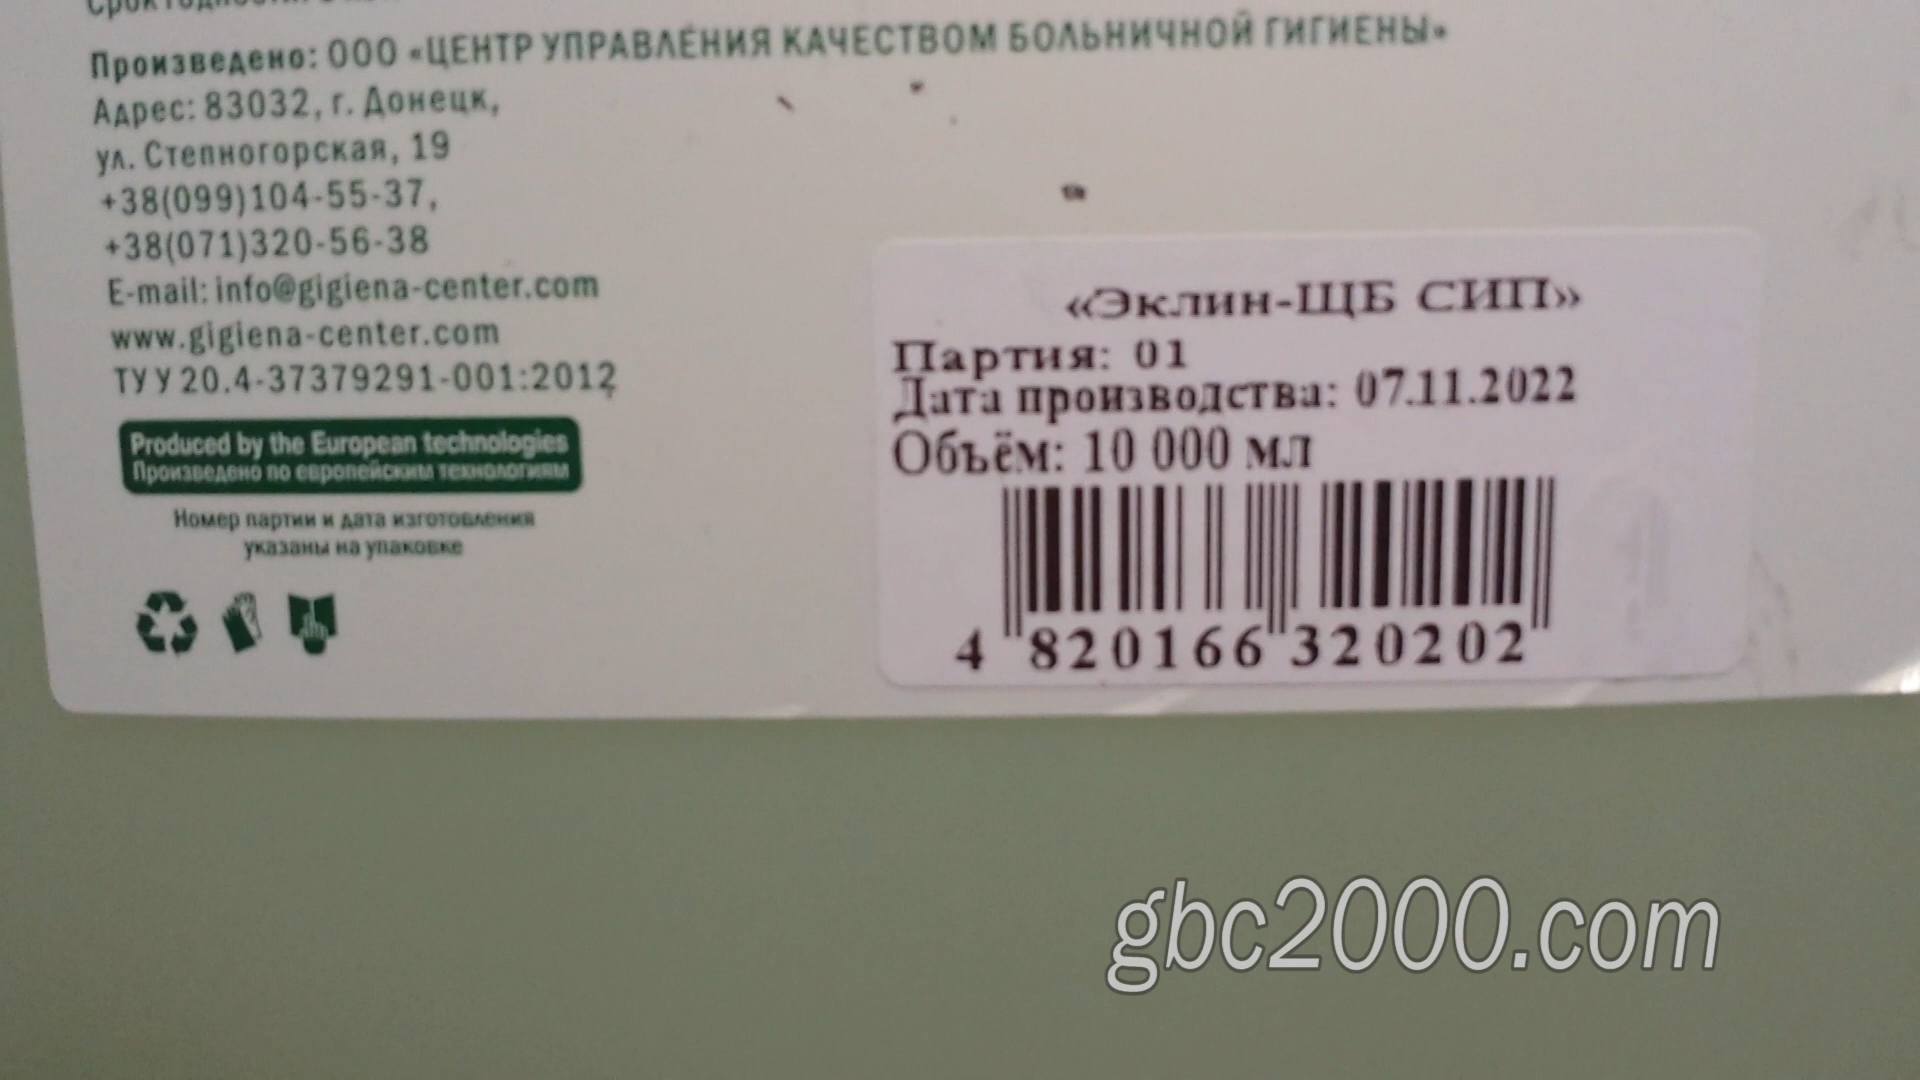 Произведено: ООО «ЦЕНТР УПРАВЛЕНИЯ КАЧЕСТВОМ БОЛЬНИЧНОЙ ГИГИЕНЫ»
Адрес: 83032, г. Донецк,
ул. Степногорская, 19
+38(099)104-55-37,
+38(071)320-56-38
E-mail: info@gigiena-center.com
www.gigiena-center.com
ТУ У 20.4-37379291-001:2012
Produced by the European technologies
Произведено по европейским технологиям
Номер партии и дата изготовления
указаны на упаковке
«Эклин-ЩБ СИП»
Партия: 01
Дата производства: 07.11.2022
Объём: 10 000 мл
4 820166 320202
gbc2000.com